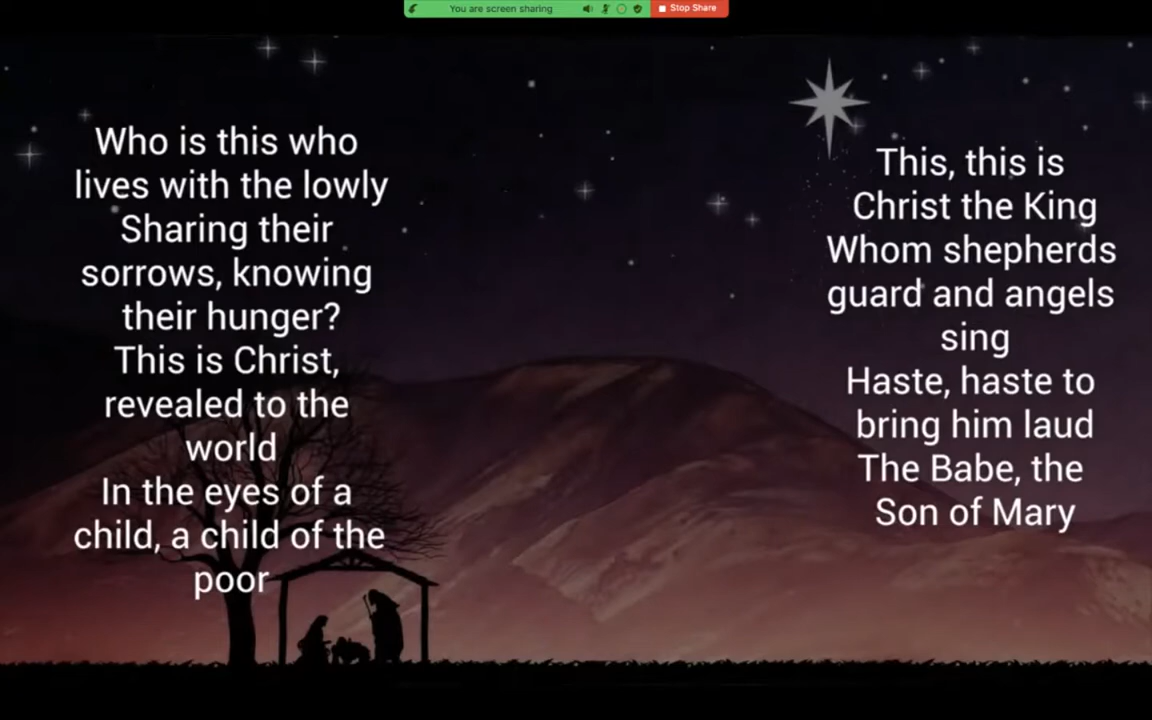 You are screen sharing
Stop Share
Who is this who
lives with the lowly
Sharing their
sorrows, knowing
their hunger?
This is Christ,
revealed to the
world
In the eyes of a
child, a child of the
poor
This, this is
Christ the King
Whom shepherds
guard and angels
sing
Haste, haste to
bring him laud
The Babe, the
Son of Mary